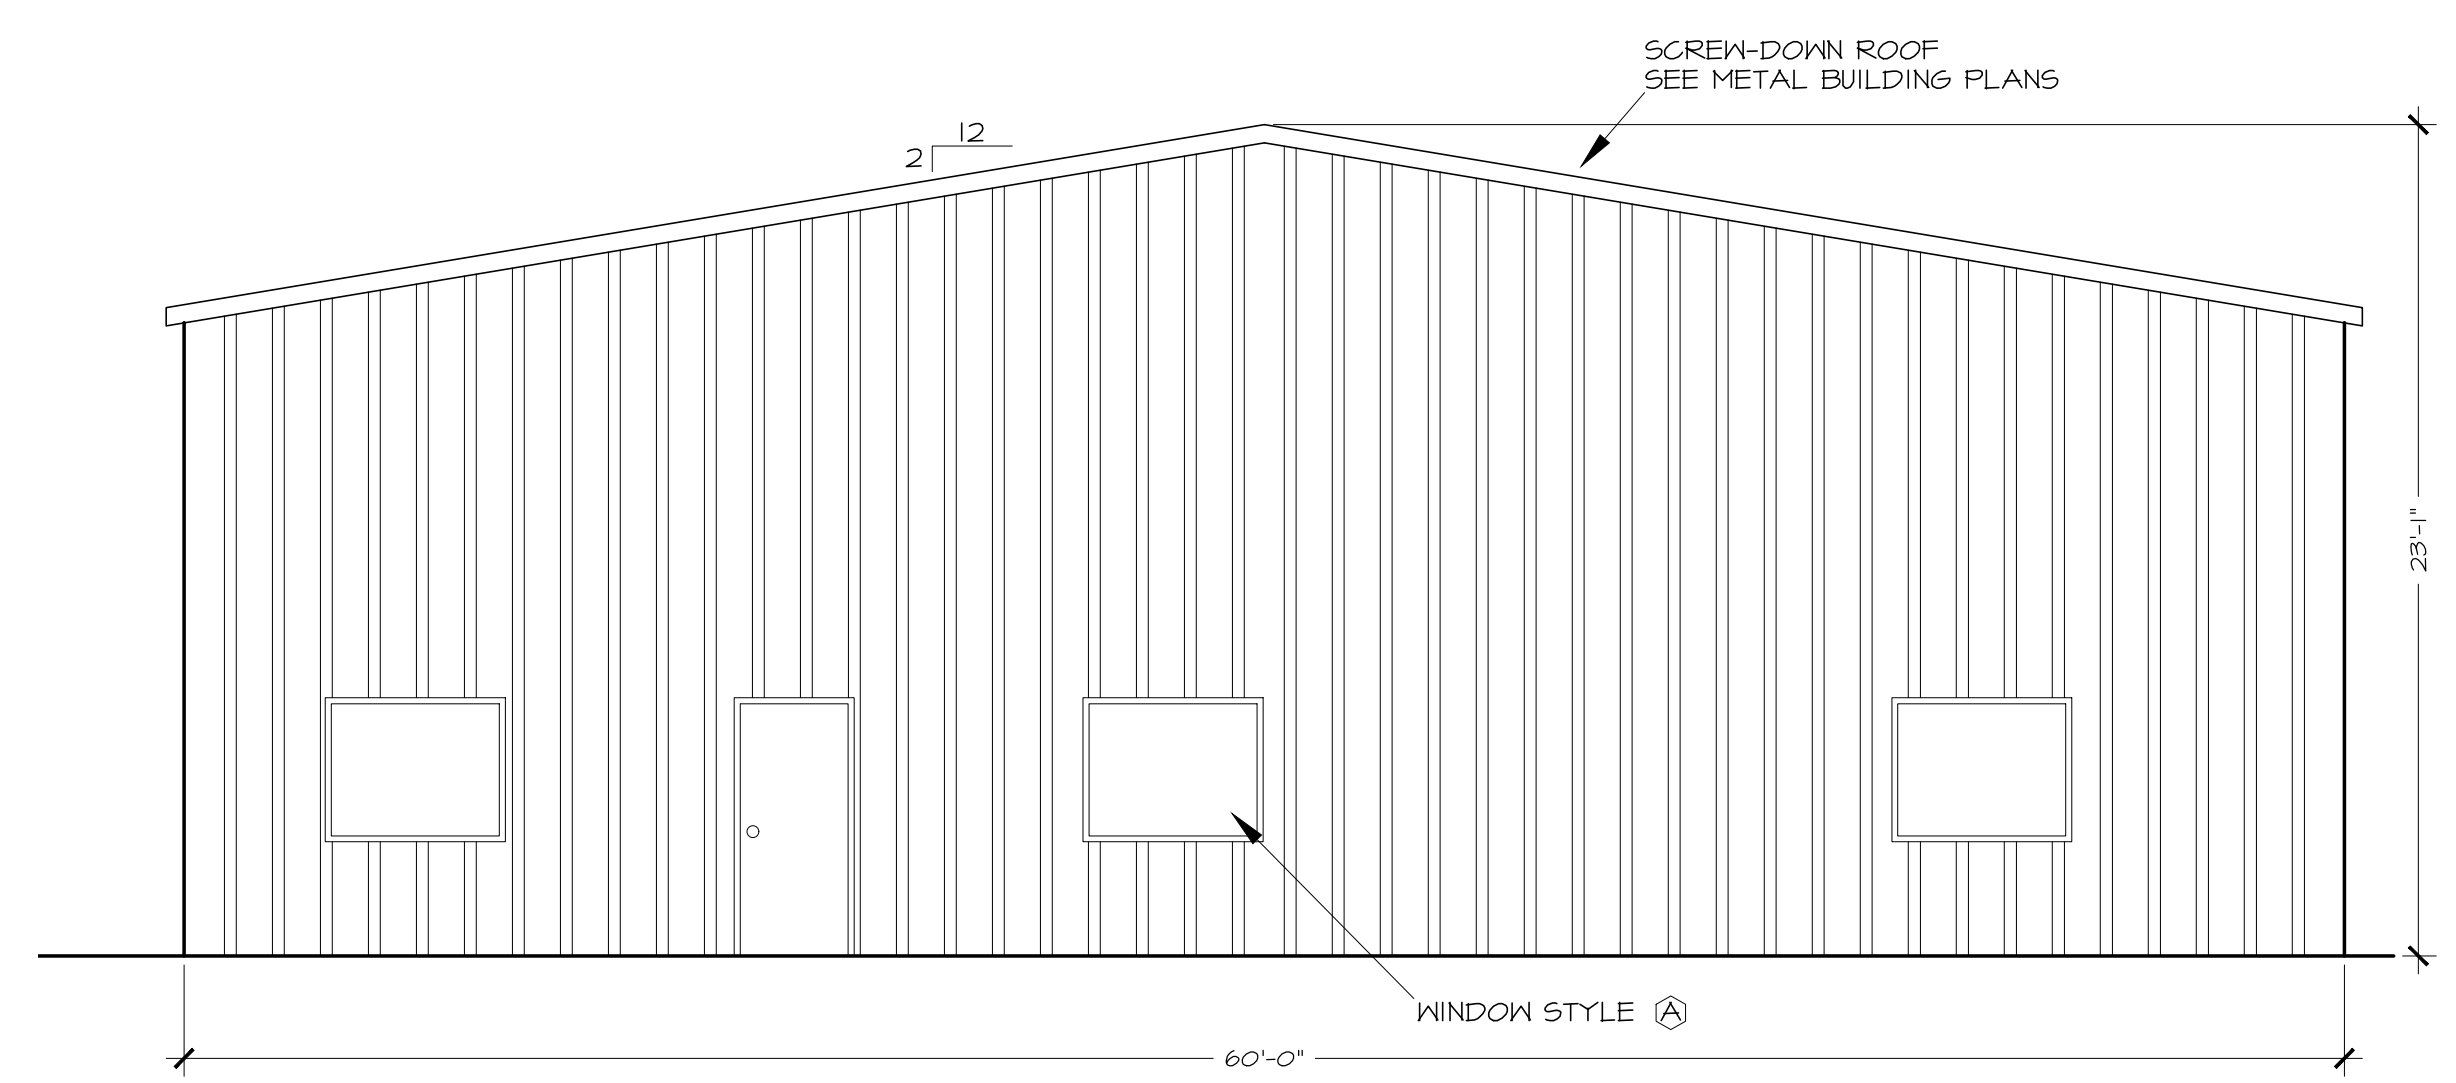 SCREW-DOWN ROOF
SEE METAL BUILDING PLANS
12
2
23'-1"
WINDOW STYLE A
60'-0"